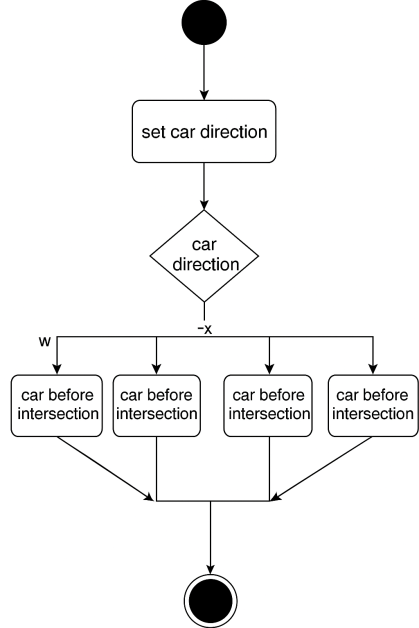 set car direction
car
direction
-x
w
car before
intersection
car before
intersection
car before
intersection
car before
intersection